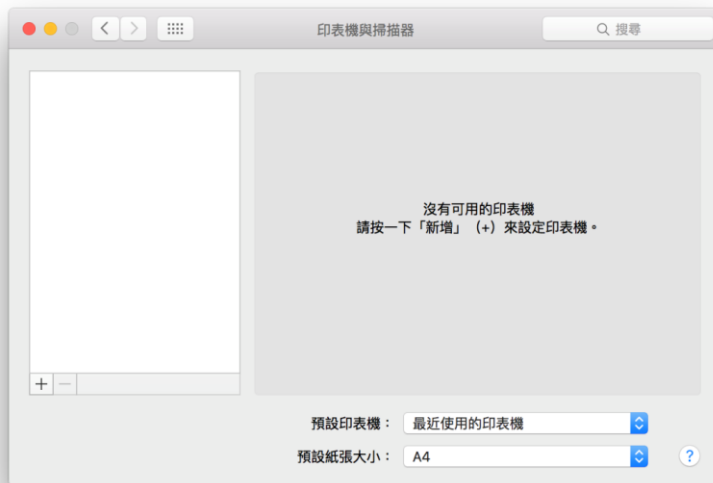 印表機與掃描器
搜尋
沒有可用的印表機
請按一下「新增」（+）來設定印表機。
預設印表機：
最近使用的印表機
預設紙張大小：
A4
?